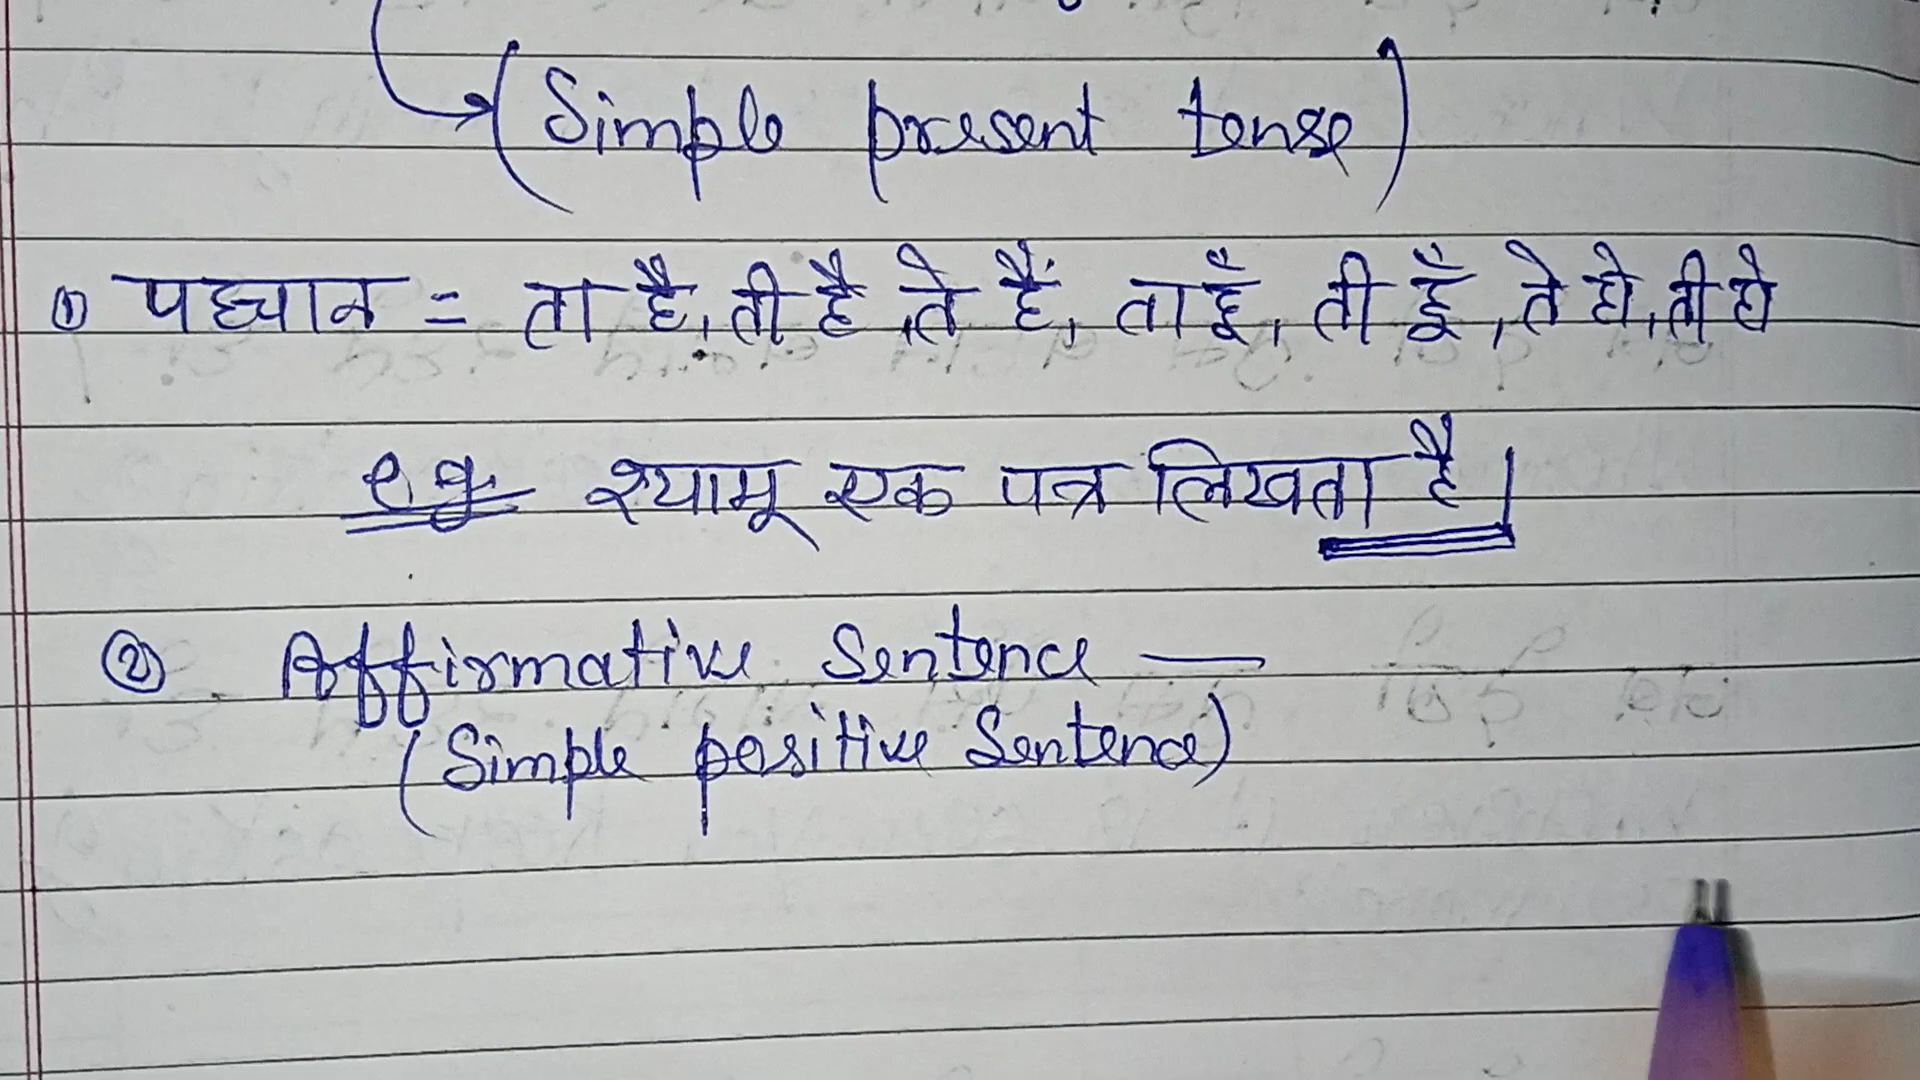 (Simple present tense)
① पहचान = ता है, ती है, ते हैं, ता हूँ, ती हूँ, ते हो, ती हो
e.g. श्यामू एक पत्र लिखता है।
② Affirmative Sentence —
(Simple positive Sentence)